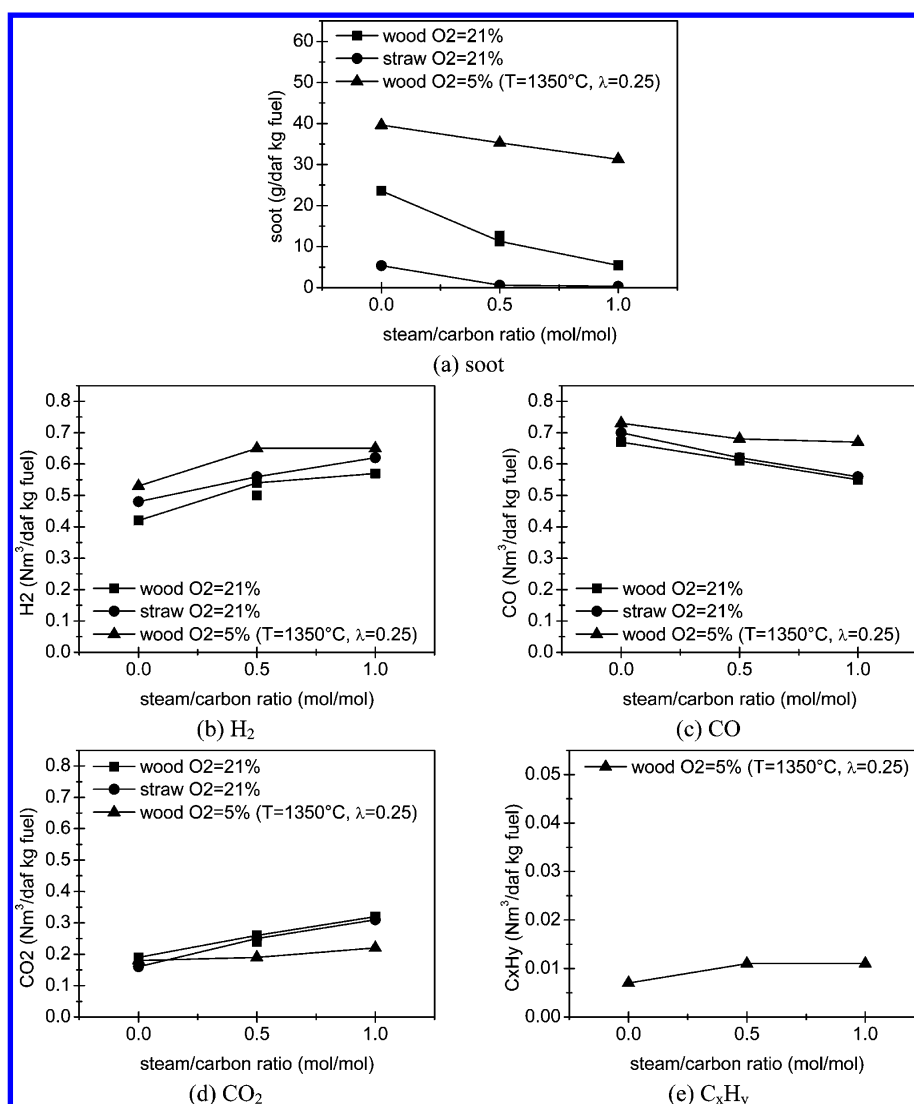 wood O2=21%
straw O2=21%
wood O2=5% (T=1350°C, λ=0.25)
soot (g/daf kg fuel)
60
50
40
30
20
10
0
0.0 0.5 1.0
steam/carbon ratio (mol/mol)
(a) soot
H2 (Nm³/daf kg fuel)
0.8
0.7
0.6
0.5
0.4
0.3
0.2
0.1
0.0
wood O2=21%
straw O2=21%
wood O2=5% (T=1350°C, λ=0.25)
0.0 0.5 1.0
steam/carbon ratio (mol/mol)
(b) H₂
CO (Nm³/daf kg fuel)
0.8
0.7
0.6
0.5
0.4
0.3
0.2
0.1
0.0
wood O2=21%
straw O2=21%
wood O2=5% (T=1350°C, λ=0.25)
0.0 0.5 1.0
steam/carbon ratio (mol/mol)
(c) CO
CO2 (Nm³/daf kg fuel)
0.8
0.7
0.6
0.5
0.4
0.3
0.2
0.1
0.0
wood O2=21%
straw O2=21%
wood O2=5% (T=1350°C, λ=0.25)
0.0 0.5 1.0
steam/carbon ratio (mol/mol)
(d) CO₂
CxHy (Nm³/daf kg fuel)
0.05
0.04
0.03
0.02
0.01
0.00
wood O2=5% (T=1350°C, λ=0.25)
0.0 0.5 1.0
steam/carbon ratio (mol/mol)
(e) CₓHᵧ